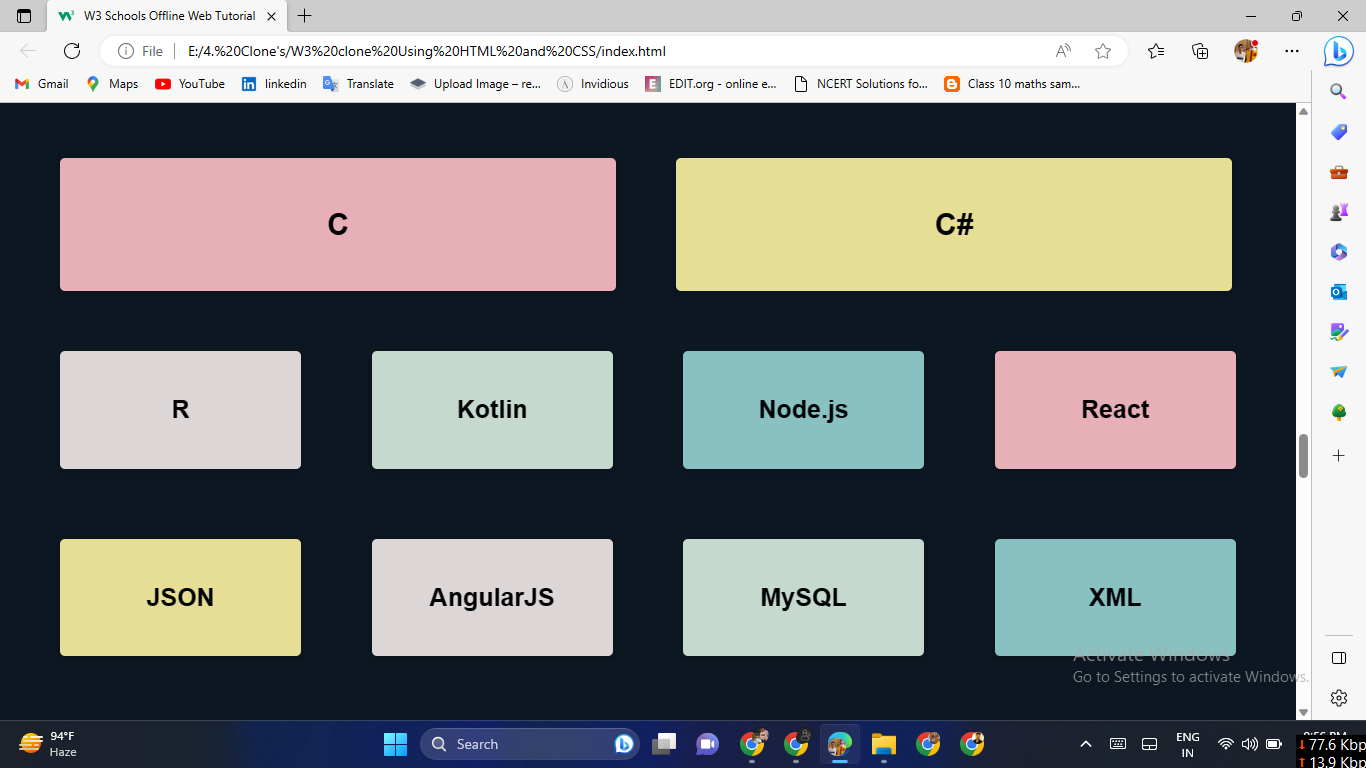 W3 Schools Offline Web Tutorial
File
E:/4.%20Clone's/W3%20clone%20Using%20HTML%20and%20CSS/index.html
Gmail
Maps
YouTube
linkedin
Translate
Upload Image – re...
Invidious
EDIT.org - online e...
NCERT Solutions fo...
Class 10 maths sam...
C
C#
R
Kotlin
Node.js
React
JSON
AngularJS
MySQL
XML
Activate Windows
Go to Settings to activate Windows.
94°F
Haze
Search
ENG
IN
77.6 Kbp
13.9 Kbp